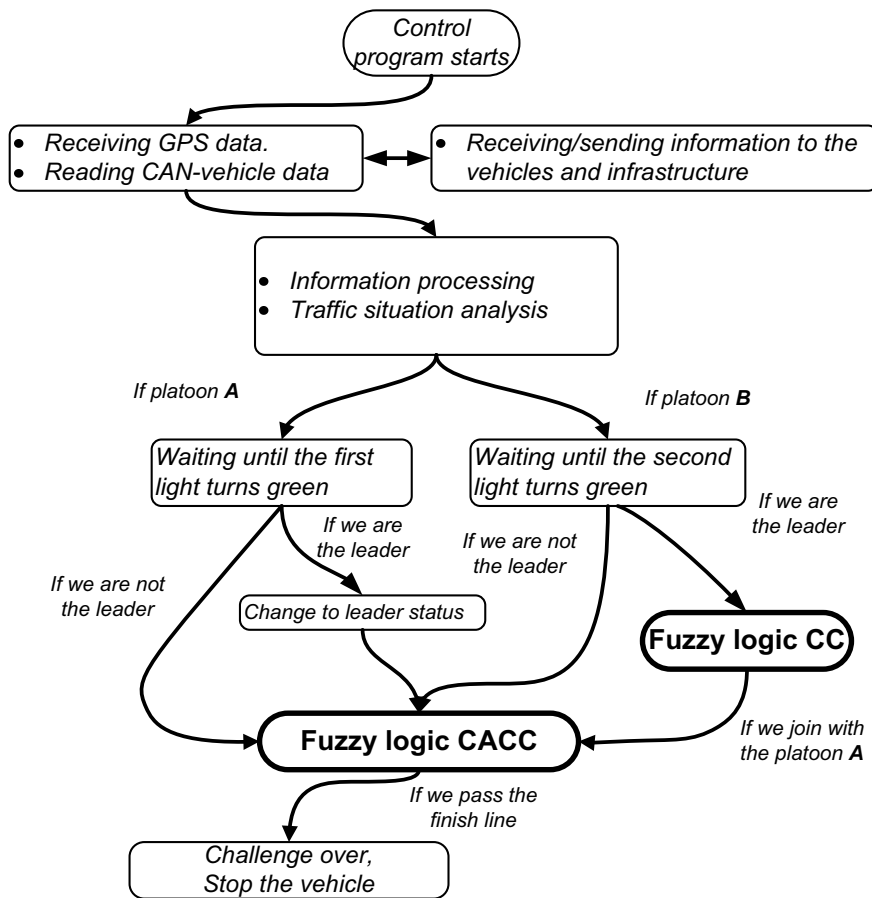 Control
program starts
• Receiving GPS data.
• Reading CAN-vehicle data
• Receiving/sending information to the
vehicles and infrastructure
• Information processing
• Traffic situation analysis
If platoon A
If platoon B
Waiting until the first
light turns green
Waiting until the second
light turns green
If we are
the leader
If we are not
the leader
If we are
the leader
If we are not
the leader
Change to leader status
Fuzzy logic CC
Fuzzy logic CACC
If we join with
the platoon A
If we pass the
finish line
Challenge over,
Stop the vehicle